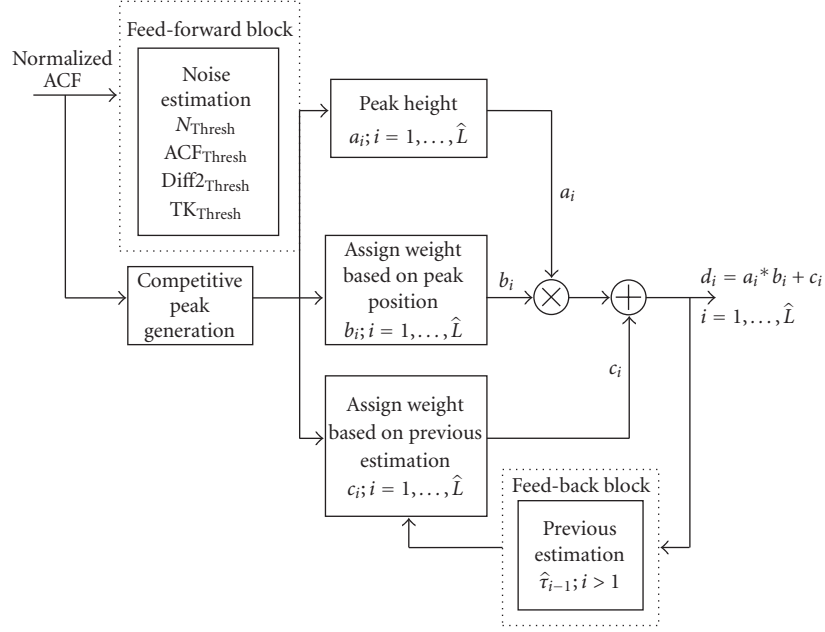 Feed-forward block
Normalized
ACF
Noise
estimation
N_Thresh
ACF_Thresh
Diff2_Thresh
TK_Thresh
Peak height
a_i; i = 1, . . . , L̂
a_i
Competitive
peak
generation
Assign weight
based on peak
position
b_i; i = 1, . . . , L̂
b_i
×
+
d_i = a_i* b_i + c_i
i = 1, . . . , L̂
c_i
Assign weight
based on previous
estimation
c_i; i = 1, . . . , L̂
Feed-back block
Previous
estimation
τ̂_{i−1}; i > 1